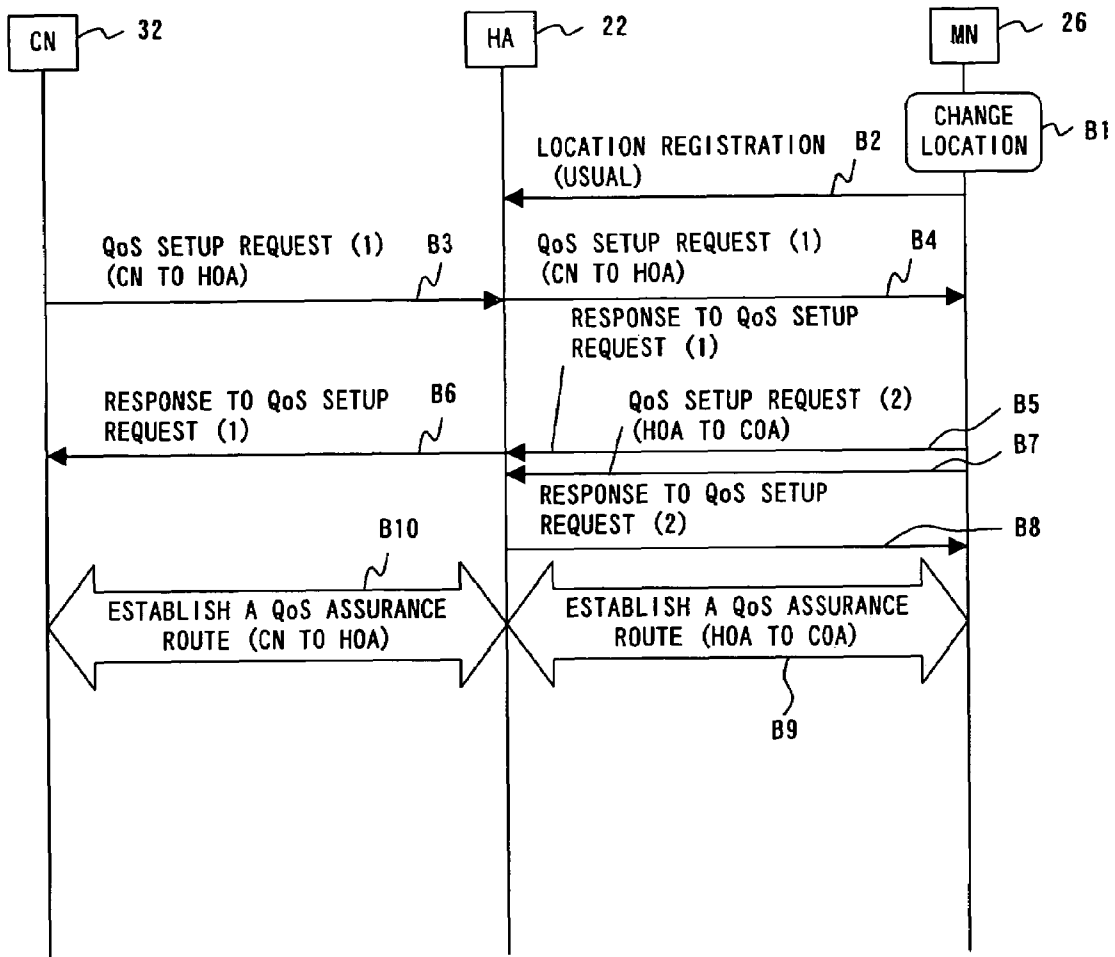 CN
32
HA
22
MN
26
CHANGE
LOCATION
B1
LOCATION REGISTRATION
(USUAL)
B2
QoS SETUP REQUEST (1)
(CN TO HOA)
B3
QoS SETUP REQUEST (1)
(CN TO HOA)
B4
RESPONSE TO QoS SETUP
REQUEST (1)
RESPONSE TO QoS SETUP
REQUEST (1)
B6
QoS SETUP REQUEST (2)
(HOA TO COA)
B5
B7
RESPONSE TO QoS SETUP
REQUEST (2)
B8
B10
ESTABLISH A QoS ASSURANCE
ROUTE (CN TO HOA)
ESTABLISH A QoS ASSURANCE
ROUTE (HOA TO COA)
B9